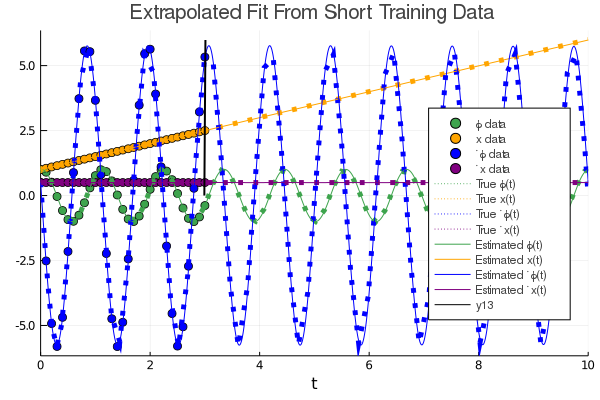 Extrapolated Fit From Short Training Data
5.0
2.5
0.0
-2.5
-5.0
ϕ data
x data
˙ϕ data
˙x data
True ϕ(t)
True x(t)
True ˙ϕ(t)
True ˙x(t)
Estimated ϕ(t)
Estimated x(t)
Estimated ˙ϕ(t)
Estimated ˙x(t)
y13
0 2 4 6 8 10
t